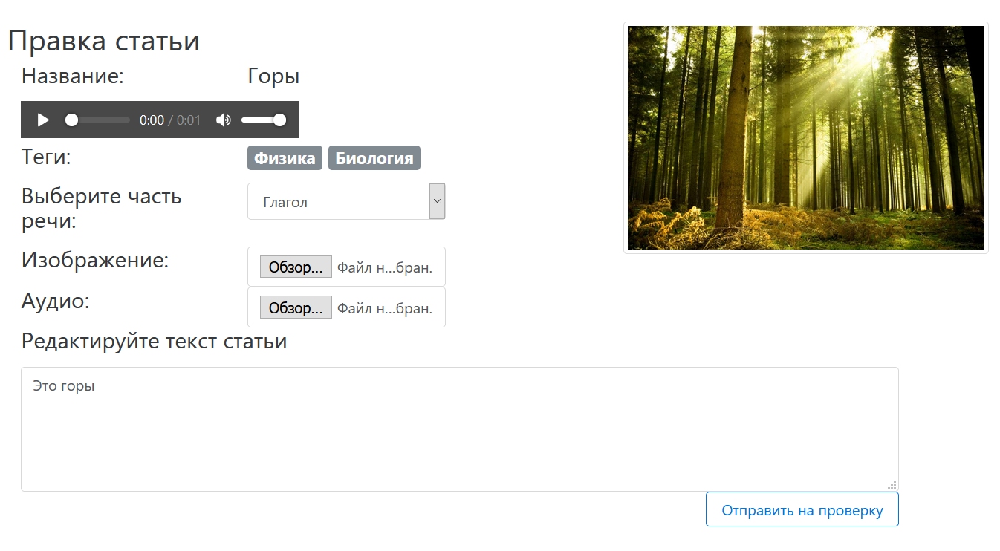 Правка статьи
Название: Горы
0:00 / 0:01
Теги: Физика Биология
Выберите часть
речи:
Глагол
Изображение: Обзор... Файл н...бран.
Аудио: Обзор... Файл н...бран.
Редактируйте текст статьи
Это горы
Отправить на проверку